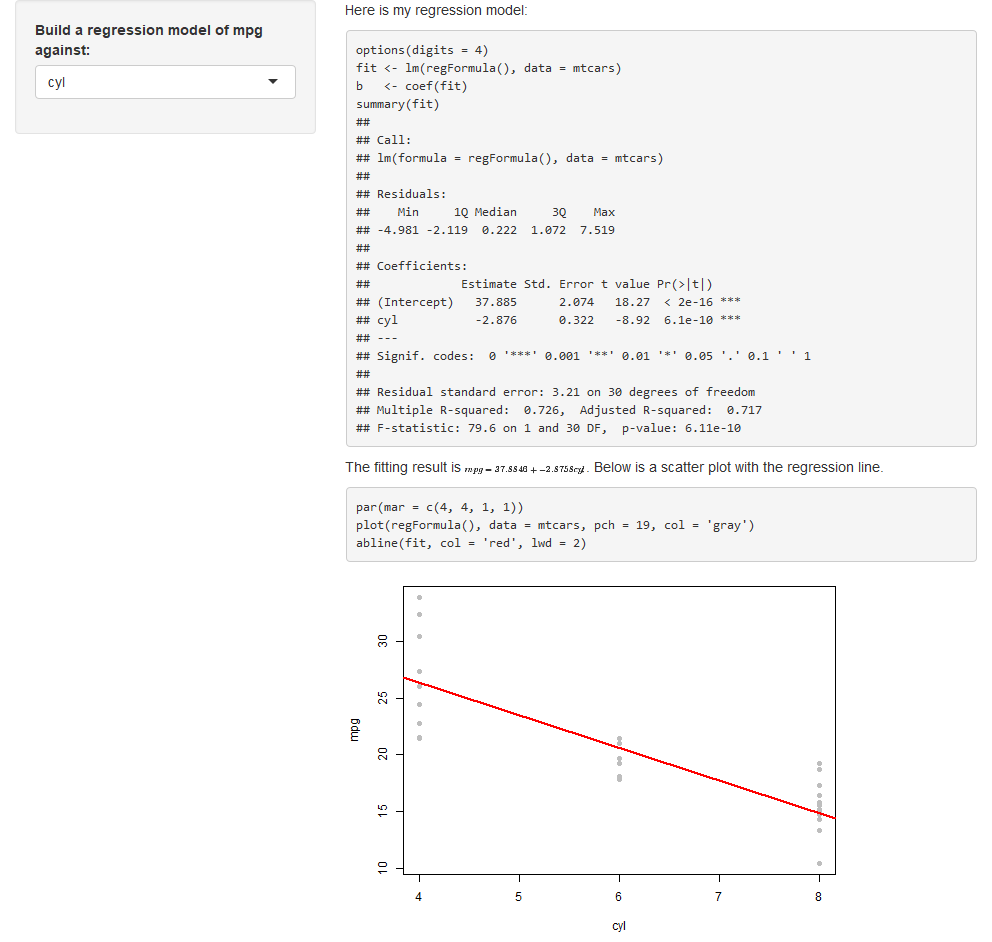 Build a regression model of mpg
against:
cyl
Here is my regression model:
options(digits = 4)
fit <- lm(regFormula(), data = mtcars)
b   <- coef(fit)
summary(fit)
##
## Call:
## lm(formula = regFormula(), data = mtcars)
##
## Residuals:
##    Min     1Q Median     3Q    Max
## -4.981 -2.119  0.222  1.072  7.519
##
## Coefficients:
##             Estimate Std. Error t value Pr(>|t|)
## (Intercept)   37.885      2.074   18.27  < 2e-16 ***
## cyl           -2.876      0.322   -8.92  6.1e-10 ***
## ---
## Signif. codes:  0 '***' 0.001 '**' 0.01 '*' 0.05 '.' 0.1 ' ' 1
##
## Residual standard error: 3.21 on 30 degrees of freedom
## Multiple R-squared:  0.726,  Adjusted R-squared:  0.717
## F-statistic: 79.6 on 1 and 30 DF,  p-value: 6.11e-10
The fitting result is mpg = 37.8846 + −2.8758cyl . Below is a scatter plot with the regression line.
par(mar = c(4, 4, 1, 1))
plot(regFormula(), data = mtcars, pch = 19, col = 'gray')
abline(fit, col = 'red', lwd = 2)
30
25
mpg
20
15
10
4 5 6 7 8
cyl